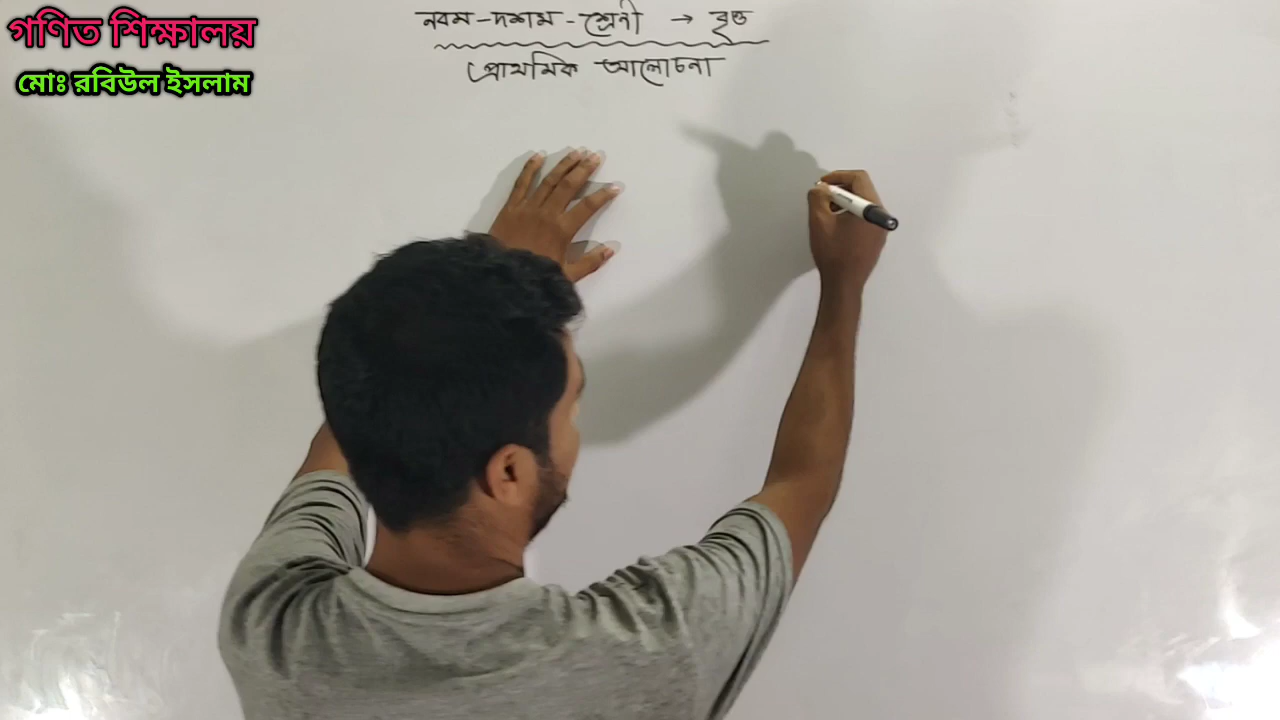 গণিত শিক্ষালয়
মোঃ রবিউল ইসলাম
নবম-দশম-শ্রেনী → বৃত্ত
প্রাথমিক আলোচনা